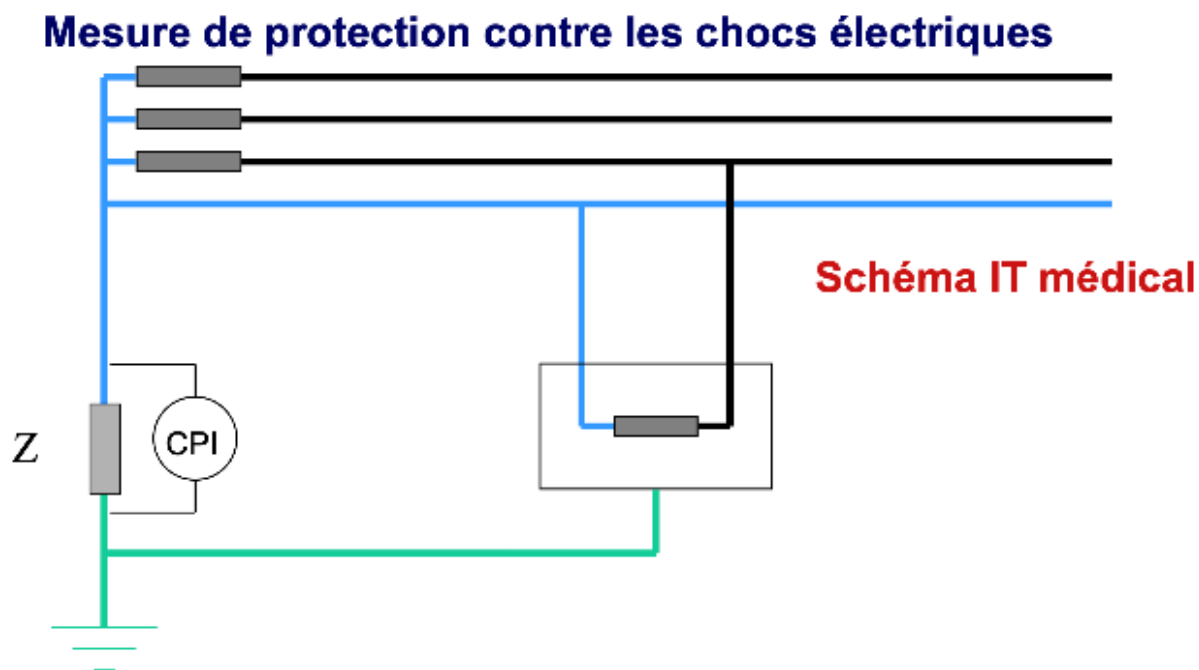 Mesure de protection contre les chocs électriques
Schéma IT médical
Z
CPI